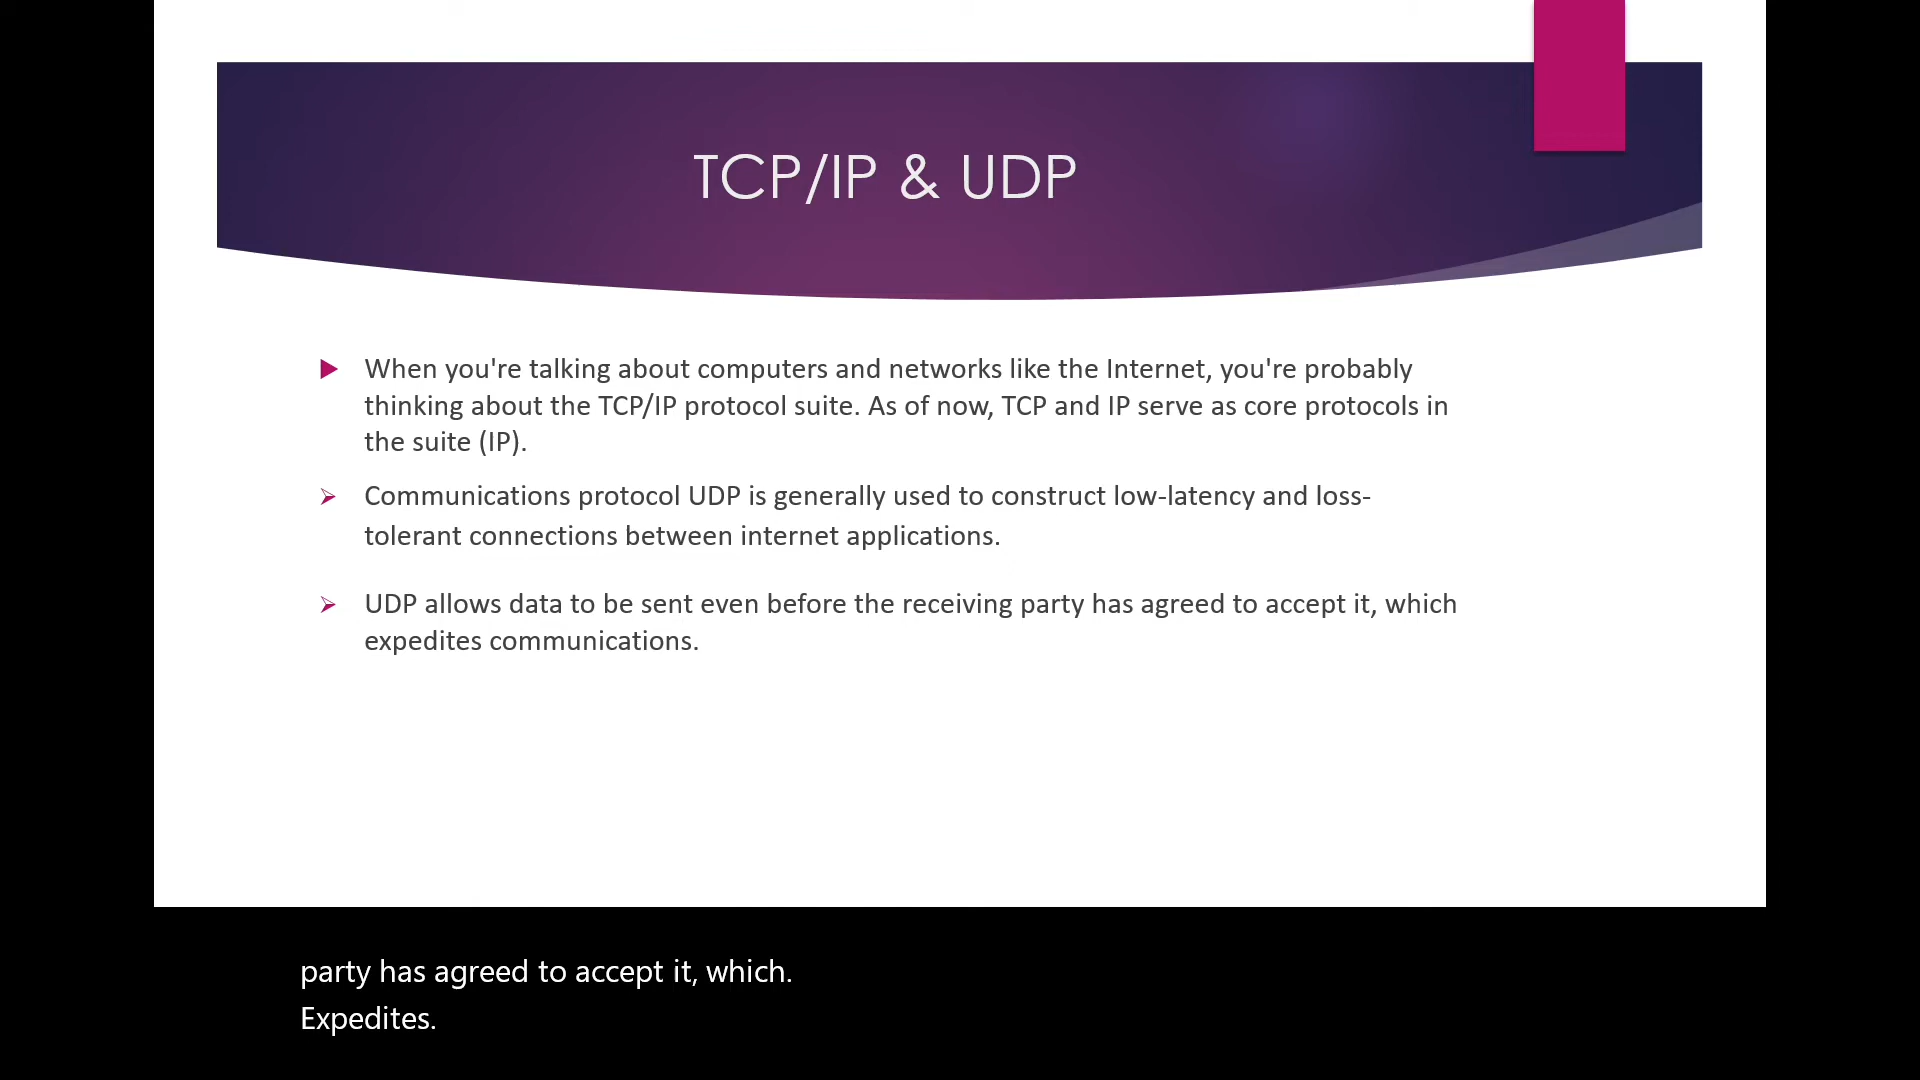 TCP/IP & UDP
When you're talking about computers and networks like the Internet, you're probably
thinking about the TCP/IP protocol suite. As of now, TCP and IP serve as core protocols in
the suite (IP).
Communications protocol UDP is generally used to construct low-latency and loss-
tolerant connections between internet applications.
UDP allows data to be sent even before the receiving party has agreed to accept it, which
expedites communications.
party has agreed to accept it, which.
Expedites.